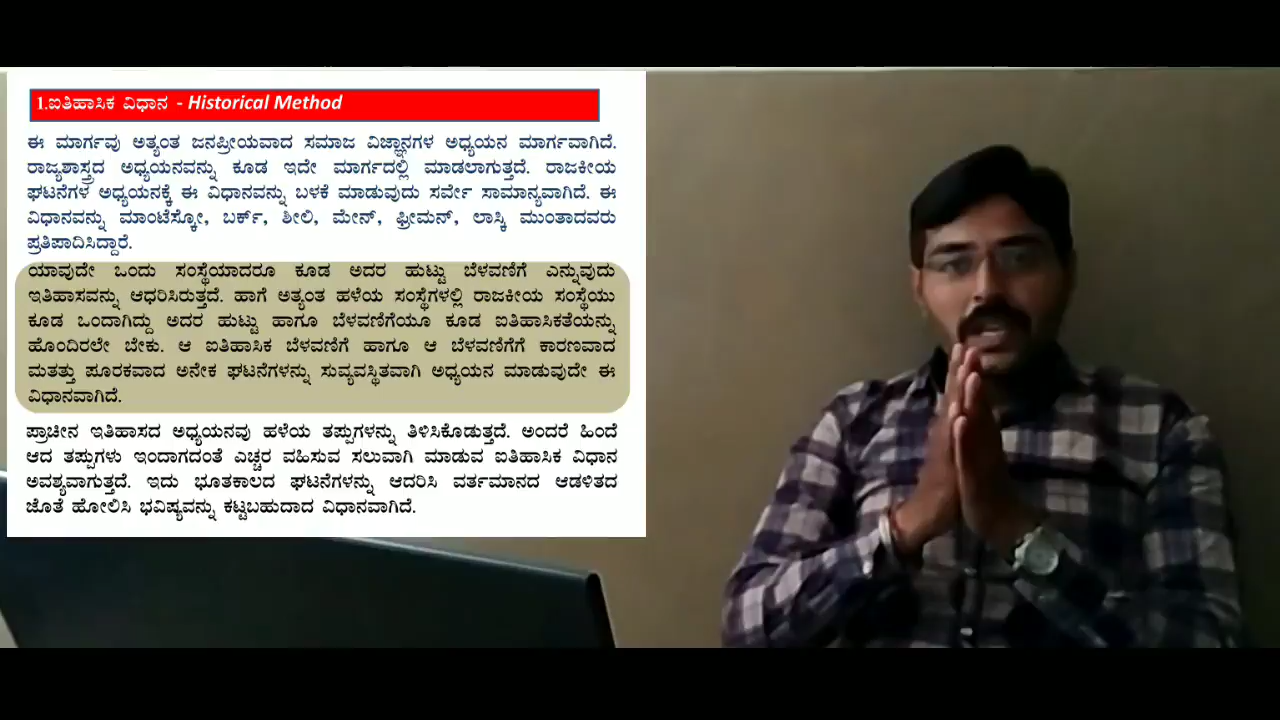 1.ಐತಿಹಾಸಿಕ ವಿಧಾನ - Historical Method
ಈ ಮಾರ್ಗವು ಅತ್ಯಂತ ಜನಪ್ರೀಯವಾದ ಸಮಾಜ ವಿಜ್ಞಾನಗಳ ಅಧ್ಯಯನ ಮಾರ್ಗವಾಗಿದೆ.
ರಾಜ್ಯಶಾಸ್ತ್ರದ ಅಧ್ಯಯನವನ್ನು ಕೂಡ ಇದೇ ಮಾರ್ಗದಲ್ಲಿ ಮಾಡಲಾಗುತ್ತದೆ. ರಾಜಕೀಯ
ಘಟನೆಗಳ ಅಧ್ಯಯನಕ್ಕೆ ಈ ವಿಧಾನವನ್ನು ಬಳಕೆ ಮಾಡುವುದು ಸರ್ವೇ ಸಾಮಾನ್ಯವಾಗಿದೆ. ಈ
ವಿಧಾನವನ್ನು ಮಾಂಟೆಸ್ಕೋ, ಬರ್ಕ್, ಶೀಲಿ, ಮೇನ್, ಫ್ರೀಮನ್, ಲಾಸ್ಕಿ ಮುಂತಾದವರು
ಪ್ರತಿಪಾದಿಸಿದ್ದಾರೆ.
ಯಾವುದೇ ಒಂದು ಸಂಸ್ಥೆಯಾದರೂ ಕೂಡ ಅದರ ಹುಟ್ಟು ಬೆಳವಣಿಗೆ ಎನ್ನುವುದು
ಇತಿಹಾಸವನ್ನು ಆಧರಿಸಿರುತ್ತದೆ. ಹಾಗೆ ಅತ್ಯಂತ ಹಳೆಯ ಸಂಸ್ಥೆಗಳಲ್ಲಿ ರಾಜಕೀಯ ಸಂಸ್ಥೆಯು
ಕೂಡ ಒಂದಾಗಿದ್ದು ಅದರ ಹುಟ್ಟು ಹಾಗೂ ಬೆಳವಣಿಗೆಯೂ ಕೂಡ ಐತಿಹಾಸಿಕತೆಯನ್ನು
ಹೊಂದಿರಲೇ ಬೇಕು. ಆ ಐತಿಹಾಸಿಕ ಬೆಳವಣಿಗೆ ಹಾಗೂ ಆ ಬೆಳವಣಿಗೆಗೆ ಕಾರಣವಾದ
ಮತತ್ತು ಪೂರಕವಾದ ಅನೇಕ ಘಟನೆಗಳನ್ನು ಸುವ್ಯವಸ್ಥಿತವಾಗಿ ಅಧ್ಯಯನ ಮಾಡುವುದೇ ಈ
ವಿಧಾನವಾಗಿದೆ.
ಪ್ರಾಚೀನ ಇತಿಹಾಸದ ಅಧ್ಯಯನವು ಹಳೆಯ ತಪ್ಪುಗಳನ್ನು ತಿಳಿಸಿಕೊಡುತ್ತದೆ. ಅಂದರೆ ಹಿಂದೆ
ಆದ ತಪ್ಪುಗಳು ಇಂದಾಗದಂತೆ ಎಚ್ಚರ ವಹಿಸುವ ಸಲುವಾಗಿ ಮಾಡುವ ಐತಿಹಾಸಿಕ ವಿಧಾನ
ಅವಶ್ಯವಾಗುತ್ತದೆ. ಇದು ಭೂತಕಾಲದ ಘಟನೆಗಳನ್ನು ಆದರಿಸಿ ವರ್ತಮಾನದ ಆಡಳಿತದ
ಜೊತೆ ಹೋಲಿಸಿ ಭವಿಷ್ಯವನ್ನು ಕಟ್ಟಬಹುದಾದ ವಿಧಾನವಾಗಿದೆ.